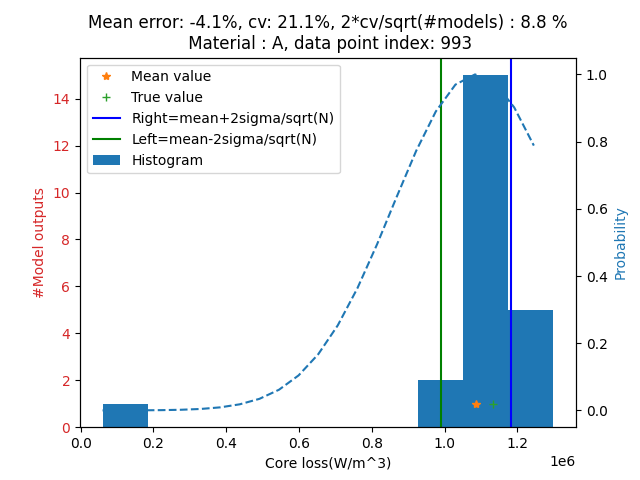 Mean error: -4.1%, cv: 21.1%, 2*cv/sqrt(#models) : 8.8 %
Material : A, data point index: 993
Mean value
True value
Right=mean+2sigma/sqrt(N)
Left=mean-2sigma/sqrt(N)
Histogram
#Model outputs
14
12
10
8
6
4
2
0
1.0
0.8
0.6
0.4
0.2
0.0
Probability
0.0 0.2 0.4 0.6 0.8 1.0 1.2
1e6
Core loss(W/m^3)